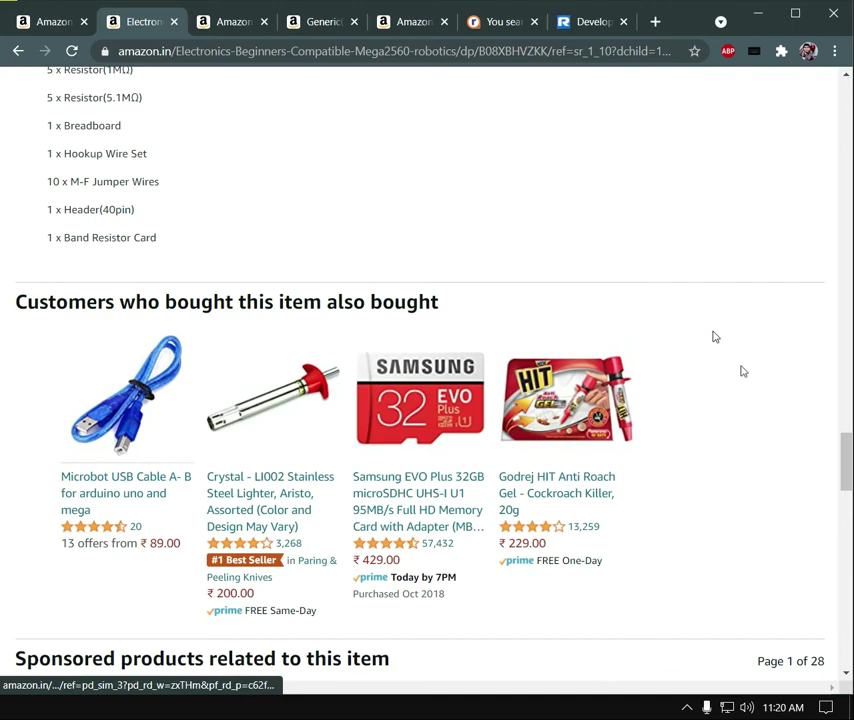 Amazon
Electron
Amazon
Generic(
Amazon
You sea
Develop
amazon.in/Electronics-Beginners-Compatible-Mega2560-robotics/dp/B08XBHVZKK/ref=sr_1_10?dchild=1...
ABP
5 x Resistor(1MΩ)
5 x Resistor(5.1MΩ)
1 x Breadboard
1 x Hookup Wire Set
10 x M-F Jumper Wires
1 x Header(40pin)
1 x Band Resistor Card
Customers who bought this item also bought
SAMSUNG
32 EVO
Plus
HIT
Microbot USB Cable A- B
for arduino uno and
mega
20
13 offers from ₹ 89.00
Crystal - LI002 Stainless
Steel Lighter, Aristo,
Assorted (Color and
Design May Vary)
3,268
#1 Best Seller in Paring &
Peeling Knives
₹ 200.00
prime FREE Same-Day
Samsung EVO Plus 32GB
microSDHC UHS-I U1
95MB/s Full HD Memory
Card with Adapter (MB...
57,432
₹ 429.00
prime Today by 7PM
Purchased Oct 2018
Godrej HIT Anti Roach
Gel - Cockroach Killer,
20g
13,259
₹ 229.00
prime FREE One-Day
Sponsored products related to this item
Page 1 of 28
amazon.in/.../ref=pd_sim_3?pd_rd_w=zxTHm&pf_rd_p=c62f...
11:20 AM